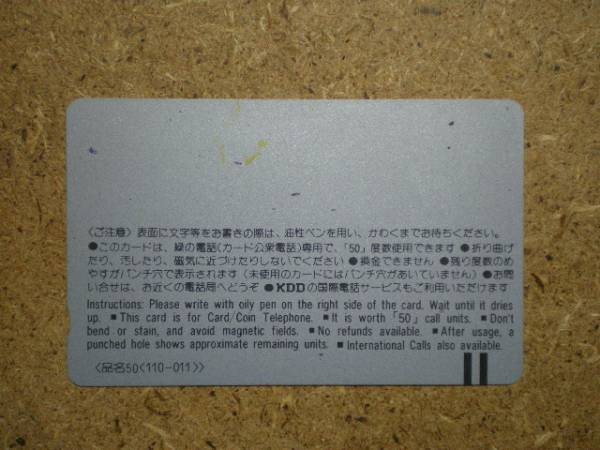 〈ご注意〉表面に文字等をお書きの際は、油性ペンを用い、かわくまでお待ちください。
●このカードは、緑の電話(カード公衆電話)専用で、「50」度数使用できます ●折り曲げ
たり、汚したり、磁気に近づけたりしないでください ●換金できません ●残り度数のめ
やすがパンチ穴で表示されます(未使用のカードにはパンチ穴があいていません) ●お問
い合せは、お近くの電話局へどうぞ ●KDDの国際電話サービスもご利用いただけます
Instructions: Please write with oily pen on the right side of the card. Wait until it dries
up. ■ This card is for Card/Coin Telephone. ■ It is worth「50」call units. ■ Don't
bend or stain, and avoid magnetic fields. ■ No refunds available. ■ After usage, a
punched hole shows approximate remaining units. ■ International Calls also available.
〈品名50〈110-011〉〉